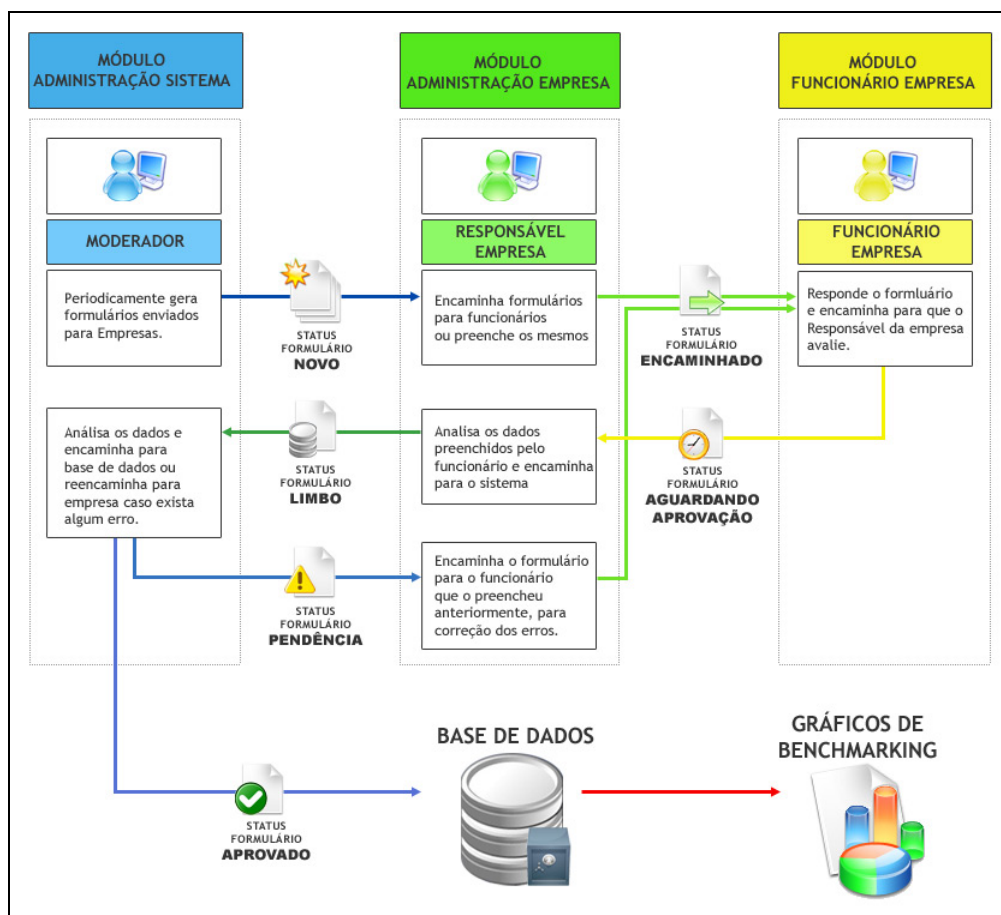 MÓDULO
ADMINISTRAÇÃO SISTEMA
MÓDULO
ADMINISTRAÇÃO EMPRESA
MÓDULO
FUNCIONÁRIO EMPRESA
MODERADOR
RESPONSÁVEL
EMPRESA
FUNCIONÁRIO
EMPRESA
Periodicamente gera
formulários enviados
para Empresas.
STATUS
FORMULÁRIO
NOVO
Encaminha formulários
para funcionários
ou preenche os mesmos
STATUS
FORMULÁRIO
ENCAMINHADO
Responde o formluário
e encaminha para que o
Responsável da empresa
avalie.
Análisa os dados e
encaminha para
base de dados ou
reencaminha para
empresa caso exista
algum erro.
STATUS
FORMULÁRIO
LIMBO
Analisa os dados
preenchidos pelo
funcionário e encaminha
para o sistema
STATUS
FORMULÁRIO
AGUARDANDO
APROVAÇÃO
STATUS
FORMULÁRIO
PENDÊNCIA
Encaminha o formulário
para o funcionário
que o preencheu
anteriormente, para
correção dos erros.
STATUS
FORMULÁRIO
APROVADO
BASE DE DADOS
GRÁFICOS DE
BENCHMARKING